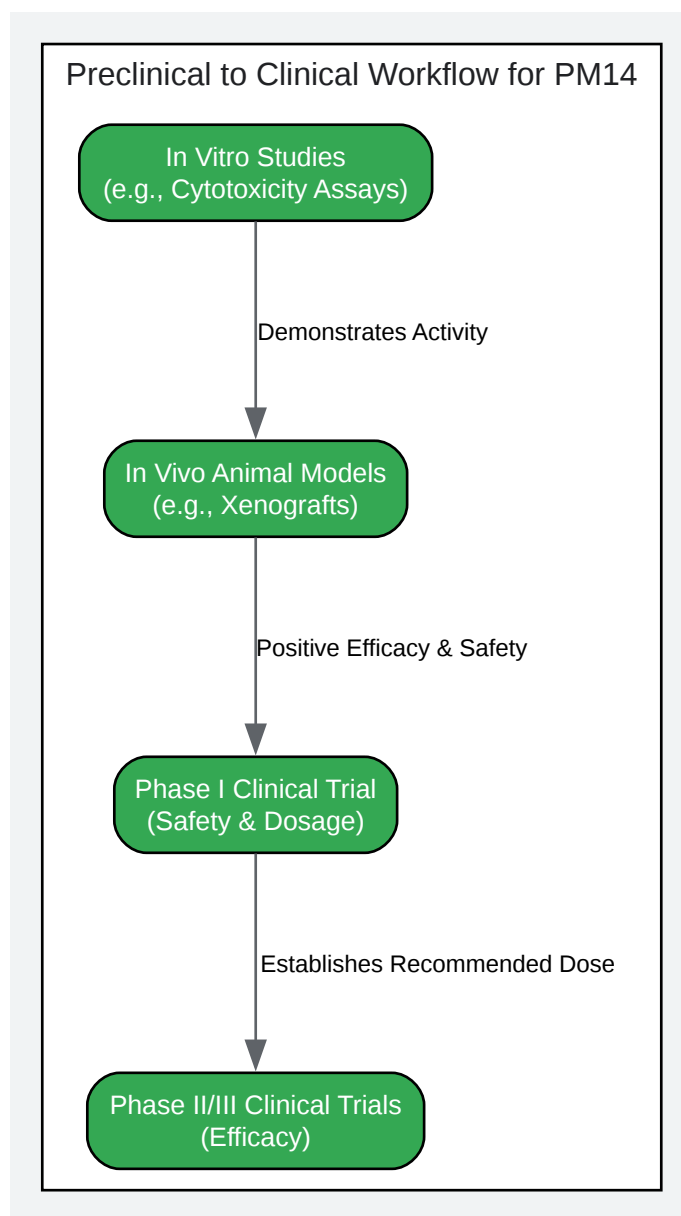 Preclinical to Clinical Workflow for PM14
In Vitro Studies
(e.g., Cytotoxicity Assays)
Demonstrates Activity
In Vivo Animal Models
(e.g., Xenografts)
Positive Efficacy & Safety
Phase I Clinical Trial
(Safety & Dosage)
Establishes Recommended Dose
Phase II/III Clinical Trials
(Efficacy)